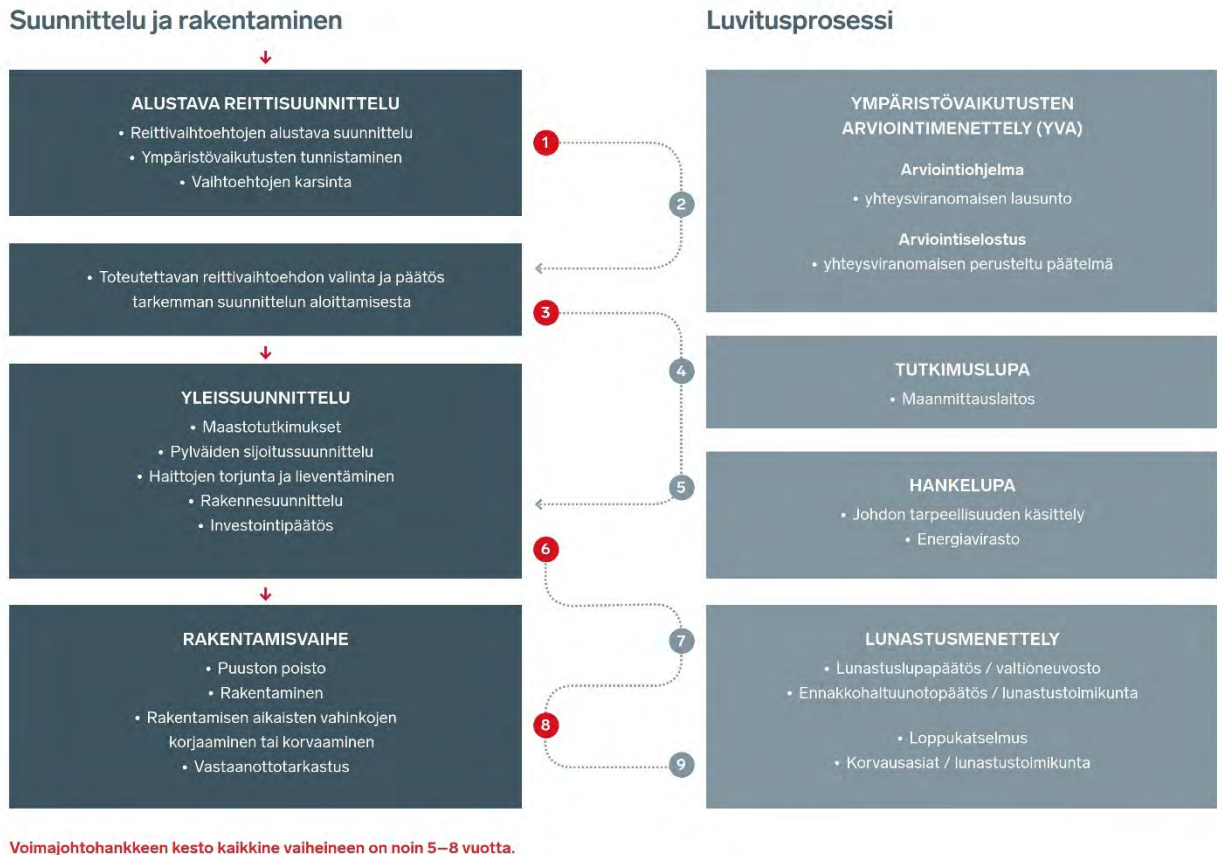 Suunnittelu ja rakentaminen
ALUSTAVA REITTISUUNNITTELU
• Reittivaihtoehtojen alustava suunnittelu
• Ympäristövaikutusten tunnistaminen
• Vaihtoehtojen karsinta
• Toteutettavan reittivaihtoehdon valinta ja päätös
tarkemman suunnittelun aloittamisesta
YLEISSUUNNITTELU
• Maastotutkimukset
• Pylväiden sijoitussuunnittelu
• Haittojen torjunta ja lieventäminen
• Rakennesuunnittelu
• Investointipäätös
RAKENTAMISVAIHE
• Puuston poisto
• Rakentaminen
• Rakentamisen aikaisten vahinkojen
korjaaminen tai korvaaminen
• Vastaanottotarkastus
1
2
3
4
5
6
7
8
9
Luvitusprosessi
YMPÄRISTÖVAIKUTUSTEN
ARVIOINTIMENETTELY (YVA)
Arviointiohjelma
• yhteysviranomaisen lausunto
Arviointiselostus
• yhteysviranomaisen perusteltu päätelmä
TUTKIMUSLUPA
• Maanmittauslaitos
HANKELUPA
• Johdon tarpeellisuuden käsittely
• Energiavirasto
LUNASTUSMENETTELY
• Lunastuslupapäätös / valtioneuvosto
• Ennakkohaltuunotopäätös / lunastustoimikunta
• Loppukatselmus
• Korvausasiat / lunastustoimikunta
Voimajohtohankkeen kesto kaikkine vaiheineen on noin 5–8 vuotta.